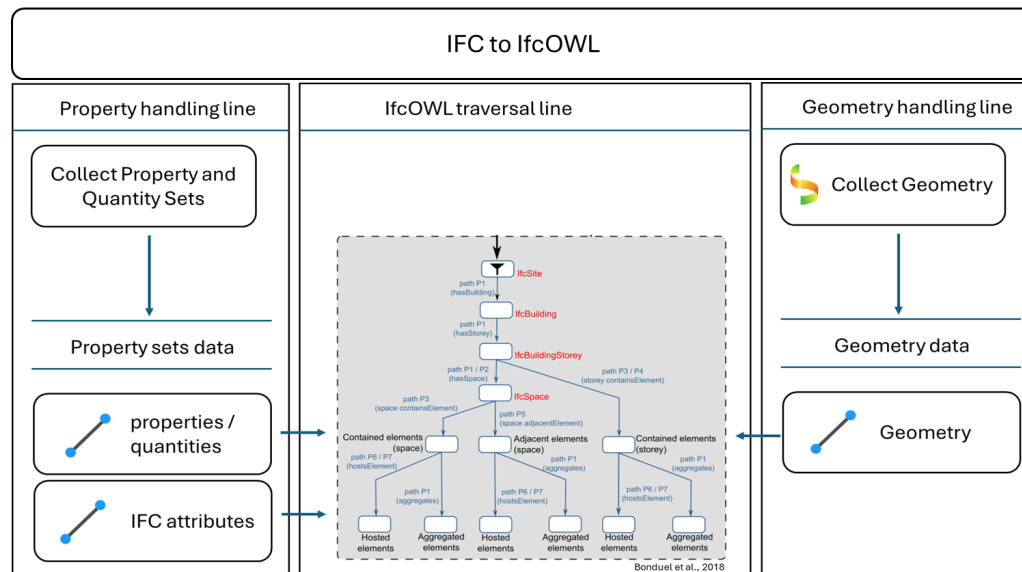 IFC to IfcOWL
Property handling line
Collect Property and
Quantity Sets
Property sets data
properties /
quantities
IFC attributes
IfcOWL traversal line
IfcSite
path P1
(hasBuilding)
IfcBuilding
path P1
(hasStorey)
IfcBuildingStorey
path P1 / P2
(hasSpace)
path P3 / P4
(storey containsElement)
IfcSpace
path P3
(space containsElement)
path P5
(space adjacentElement)
Contained elements
(space)
Adjacent elements
(space)
Contained elements
(storey)
path P6 / P7
(hostsElement)
path P1
(aggregates)
path P6 / P7
(hostsElement)
path P1
(aggregates)
path P6 / P7
(hostsElement)
path P1
(aggregates)
Hosted
elements
Aggregated
elements
Hosted
elements
Aggregated
elements
Hosted
elements
Aggregated
elements
Bonduel et al., 2018
Geometry handling line
Collect Geometry
Geometry data
Geometry